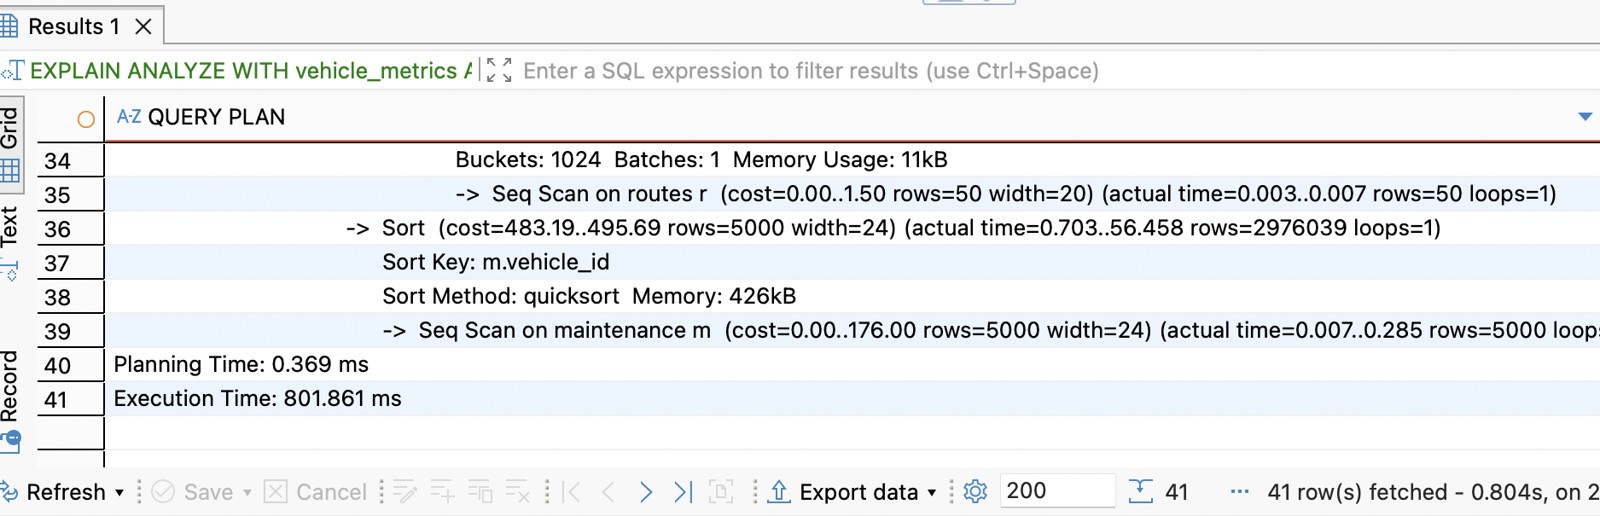 Results 1
EXPLAIN ANALYZE WITH vehicle_metrics A Enter a SQL expression to filter results (use Ctrl+Space)
Grid
A-Z QUERY PLAN
34 Buckets: 1024 Batches: 1 Memory Usage: 11kB
35 -> Seq Scan on routes r (cost=0.00..1.50 rows=50 width=20) (actual time=0.003..0.007 rows=50 loops=1)
Text
36 -> Sort (cost=483.19..495.69 rows=5000 width=24) (actual time=0.703..56.458 rows=2976039 loops=1)
37 Sort Key: m.vehicle_id
38 Sort Method: quicksort Memory: 426kB
39 -> Seq Scan on maintenance m (cost=0.00..176.00 rows=5000 width=24) (actual time=0.007..0.285 rows=5000 loops
Record
40 Planning Time: 0.369 ms
41 Execution Time: 801.861 ms
Refresh Save Cancel Export data 200 41 ... 41 row(s) fetched - 0.804s, on 2